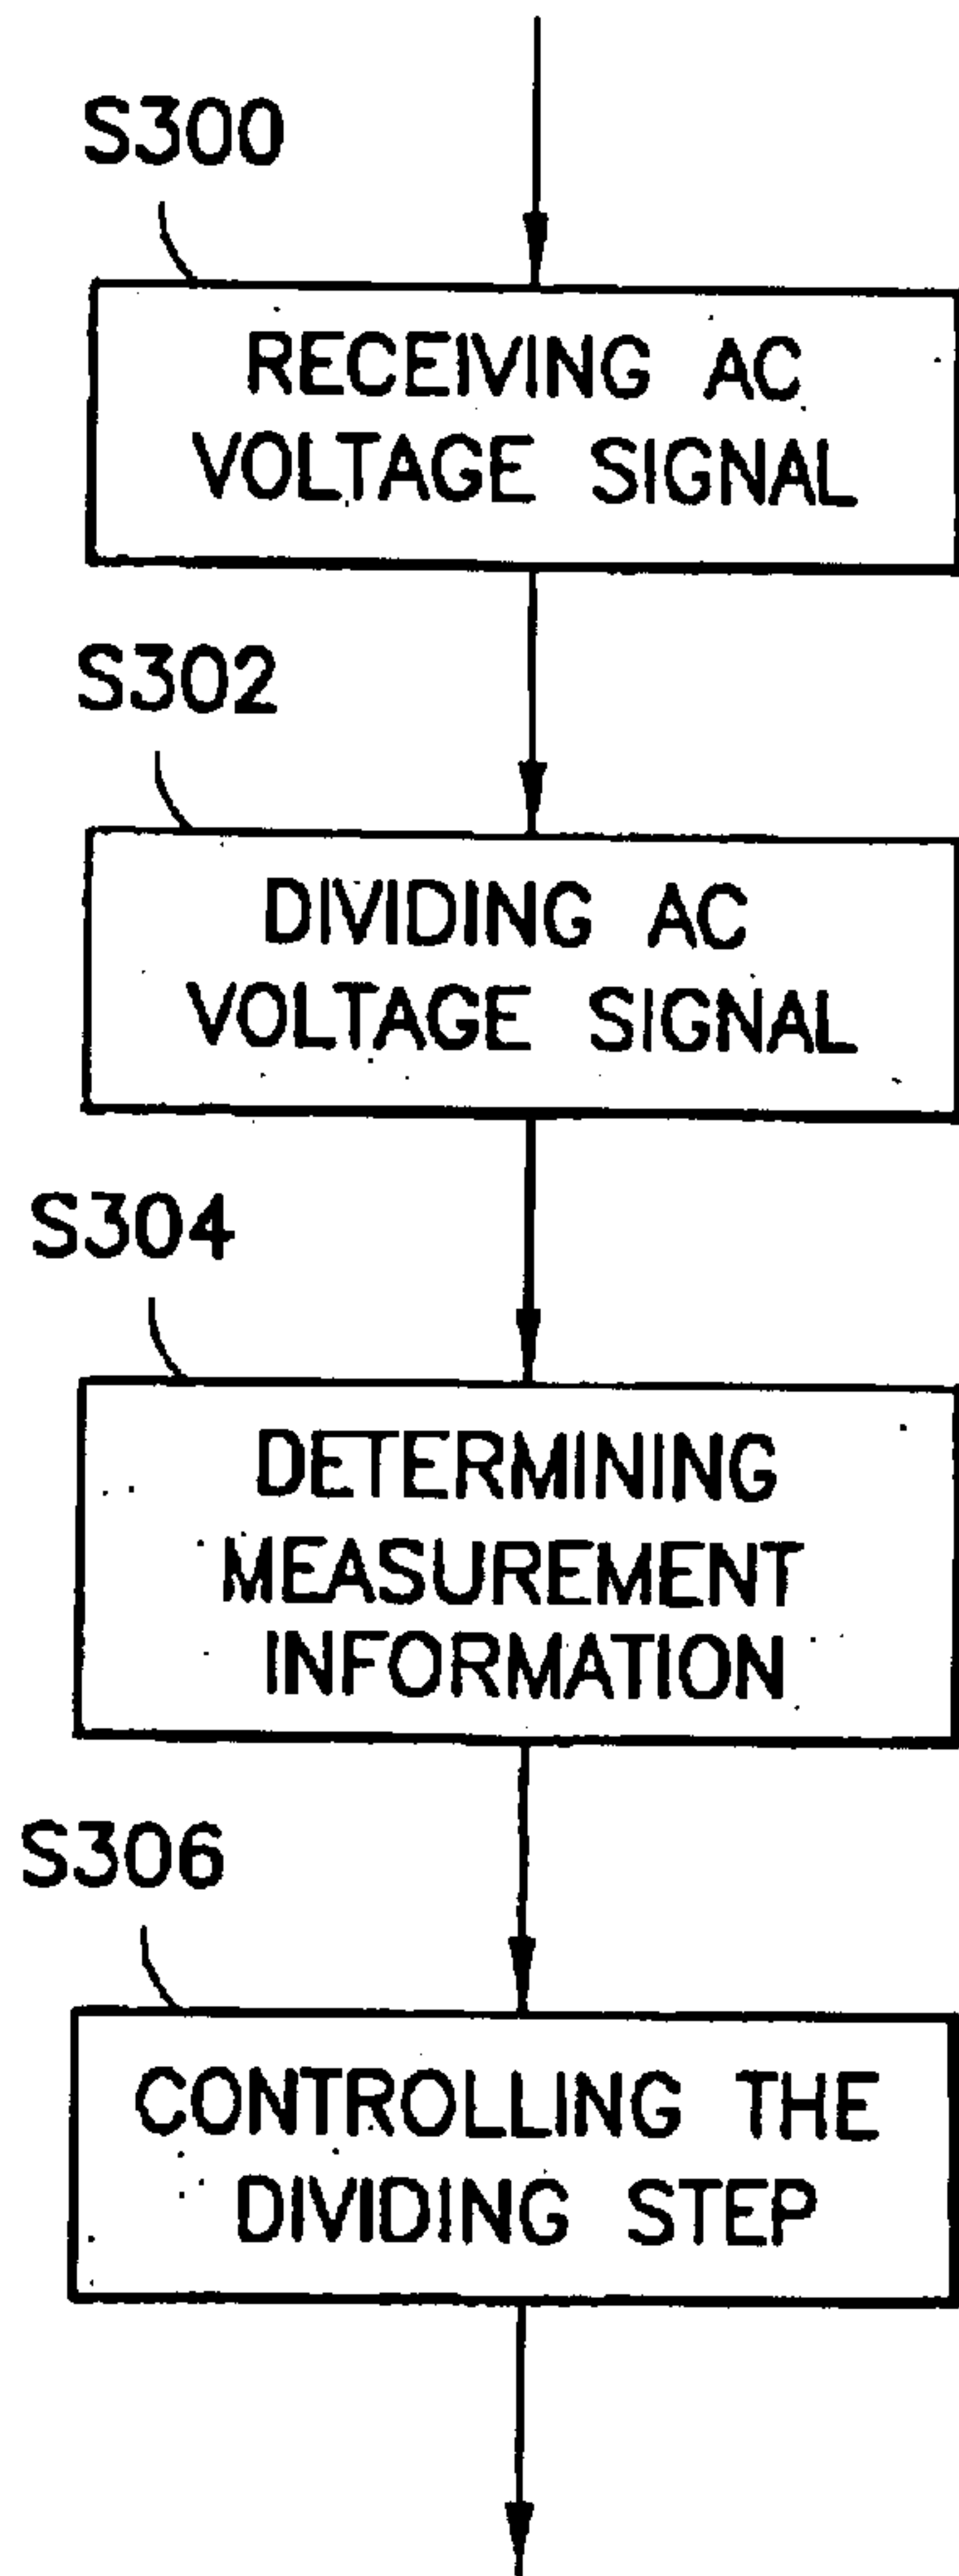 S300
RECEIVING AC
VOLTAGE SIGNAL
S302
DIVIDING AC
VOLTAGE SIGNAL
S304
DETERMINING
MEASUREMENT
INFORMATION
S306
CONTROLLING THE
DIVIDING STEP